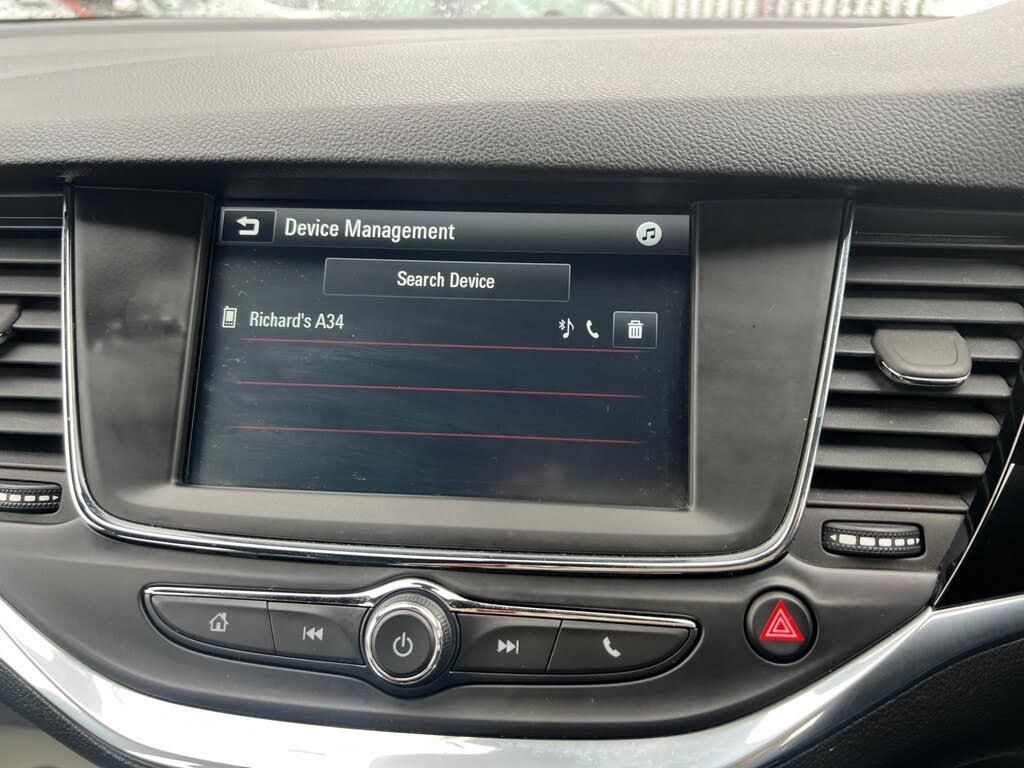 Device Management
Search Device
Richard's A34